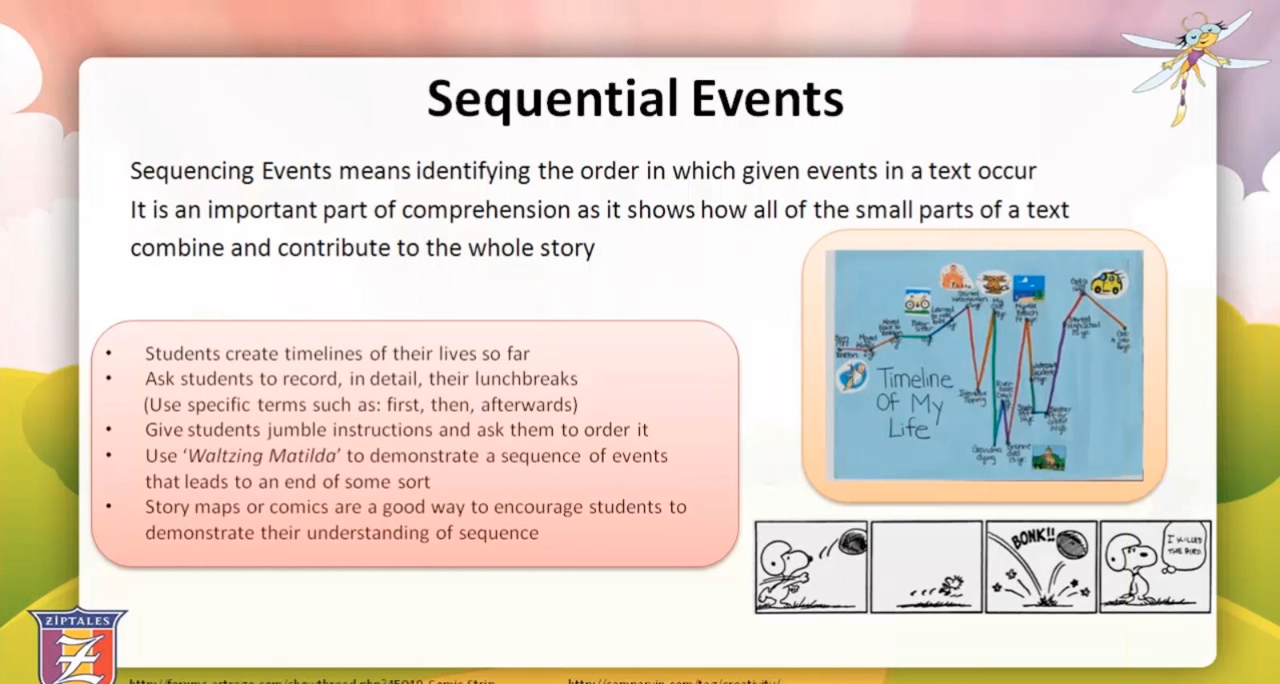 Sequential Events
Sequencing Events means identifying the order in which given events in a text occur
It is an important part of comprehension as it shows how all of the small parts of a text
combine and contribute to the whole story
• Students create timelines of their lives so far
• Ask students to record, in detail, their lunchbreaks
(Use specific terms such as: first, then, afterwards)
• Give students jumble instructions and ask them to order it
• Use ‘Waltzing Matilda’ to demonstrate a sequence of events
that leads to an end of some sort
• Story maps or comics are a good way to encourage students to
demonstrate their understanding of sequence
Timeline
Of My
Life
BONK!!
I KILLED
THE BIRD
ZIPTALES
Z